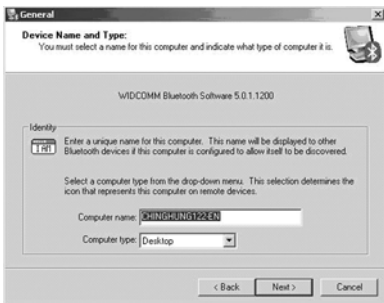 General
Device Name and Type:
You must select a name for this computer and indicate what type of computer it is.
WIDCOMM Bluetooth Software 5.0.1.1200
Identity
Enter a unique name for this computer. This name will be displayed to other
Bluetooth devices if this computer is configured to allow itself to be discovered.
Select a computer type from the drop-down menu. This selection determines the
icon that represents this computer on remote devices.
Computer name: CHINGHUNG122-EN
Computer type: Desktop
< Back Next > Cancel